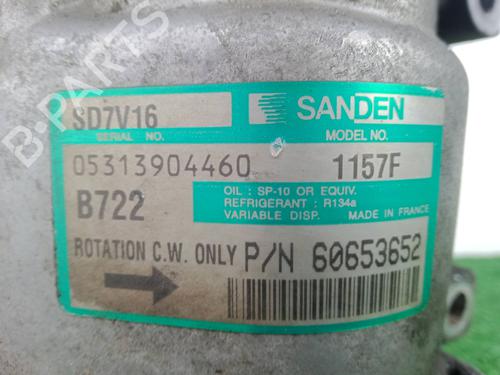 B-PARTS
SD7V16
SANDEN
SERIAL NO.
MODEL NO.
05313904460
1157F
B722
OIL : SP-10 OR EQUIV.
REFRIGERANT : R134a
VARIABLE DISP. MADE IN FRANCE
ROTATION C.W. ONLY P/N 60653652